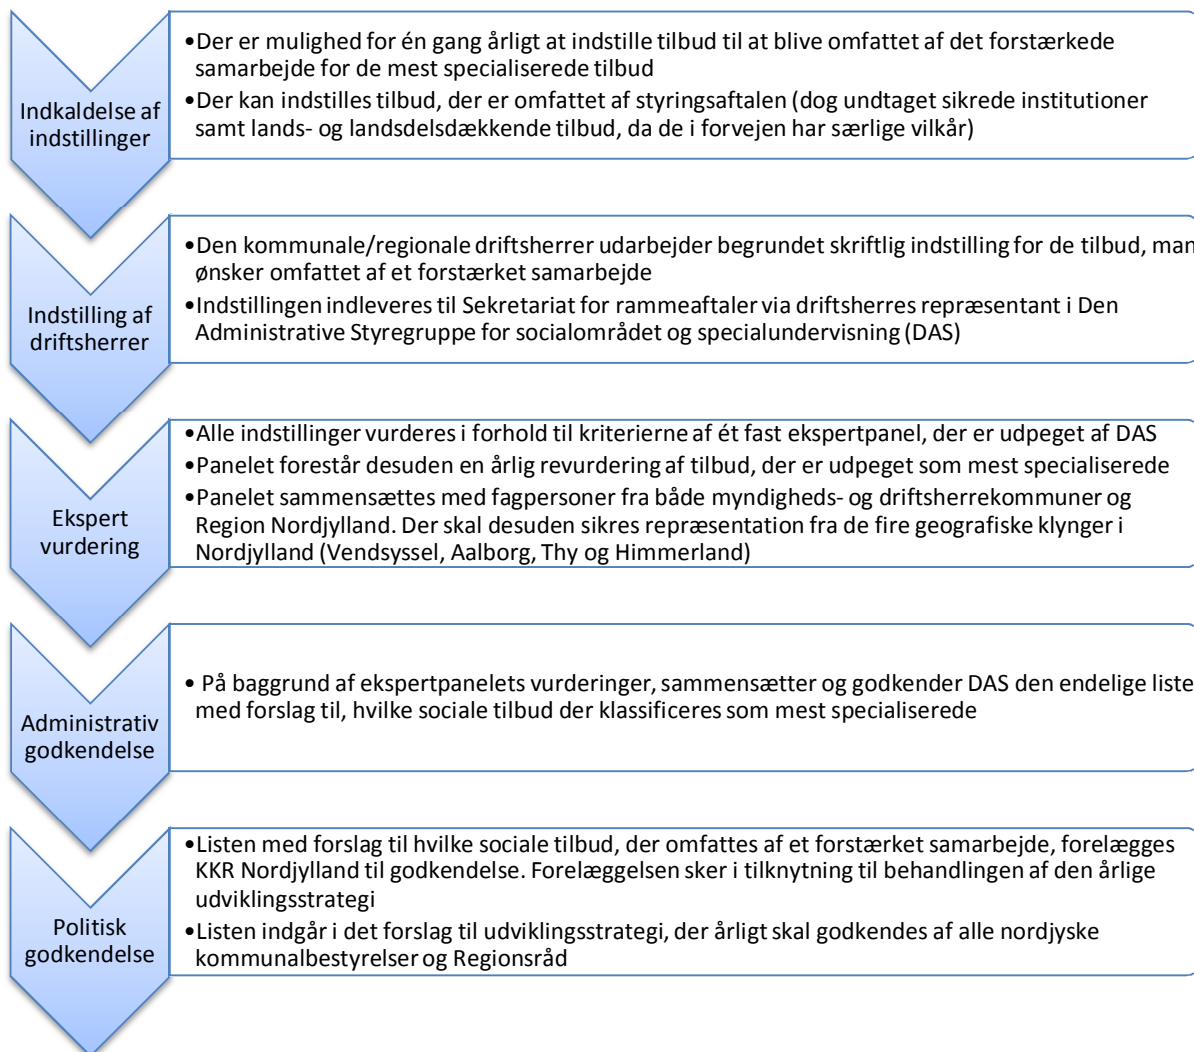 Indkaldelse af
indstillinger
•Der er mulighed for én gang årligt at indstille tilbud til at blive omfattet af det forstærkede
samarbejde for de mest specialiserede tilbud
•Der kan indstilles tilbud, der er omfattet af styringsaftalen (dog undtaget sikrede institutioner
samt lands- og landsdelsdækkende tilbud, da de i forvejen har særlige vilkår)
Indstilling af
driftsherrer
•Den kommunale/regionale driftsherrer udarbejder begrundet skriftlig indstilling for de tilbud, man
ønsker omfattet af et forstærket samarbejde
•Indstillingen indleveres til Sekretariat for rammeaftaler via driftsherres repræsentant i Den
Administrative Styregruppe for socialområdet og specialundervisning (DAS)
Ekspert
vurdering
•Alle indstillinger vurderes i forhold til kriterierne af ét fast ekspertpanel, der er udpeget af DAS
•Panelet forestår desuden en årlig revurdering af tilbud, der er udpeget som mest specialiserede
•Panelet sammensættes med fagpersoner fra både myndigheds- og driftsherrekommuner og
Region Nordjylland. Der skal desuden sikres repræsentation fra de fire geografiske klynger i
Nordjylland (Vendsyssel, Aalborg, Thy og Himmerland)
Administrativ
godkendelse
• På baggrund af ekspertpanelets vurderinger, sammensætter og godkender DAS den endelige liste
med forslag til, hvilke sociale tilbud der klassificeres som mest specialiserede
Politisk
godkendelse
•Listen med forslag til hvilke sociale tilbud, der omfattes af et forstærket samarbejde, forelægges
KKR Nordjylland til godkendelse. Forelæggelsen sker i tilknytning til behandlingen af den årlige
udviklingsstrategi
•Listen indgår i det forslag til udviklingsstrategi, der årligt skal godkendes af alle nordjyske
kommunalbestyrelser og Regionsråd